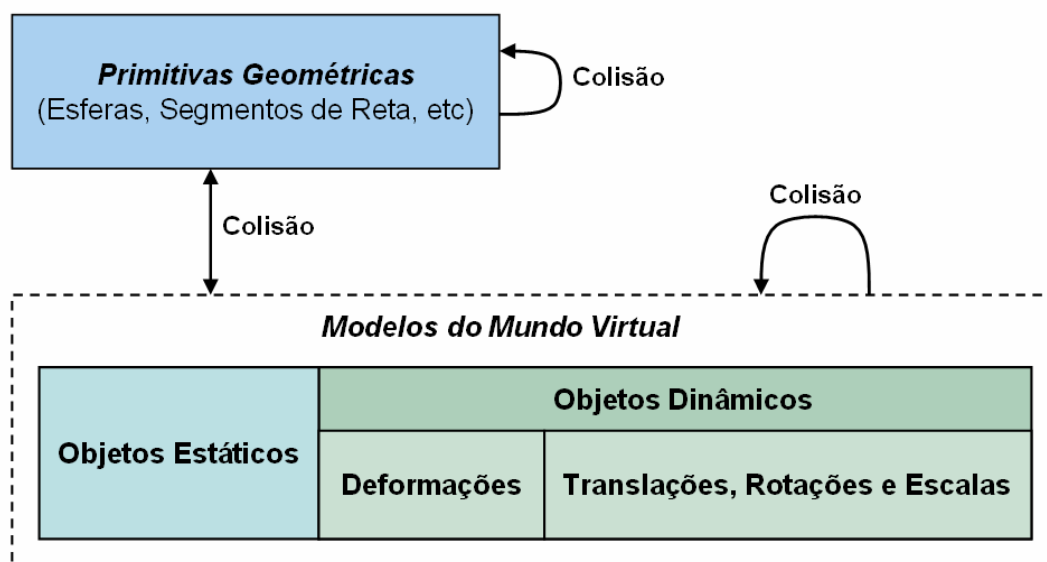 Primitivas Geométricas
(Esferas, Segmentos de Reta, etc)
Colisão
Colisão
Colisão
Modelos do Mundo Virtual
Objetos Estáticos
Objetos Dinâmicos
Deformações
Translações, Rotações e Escalas